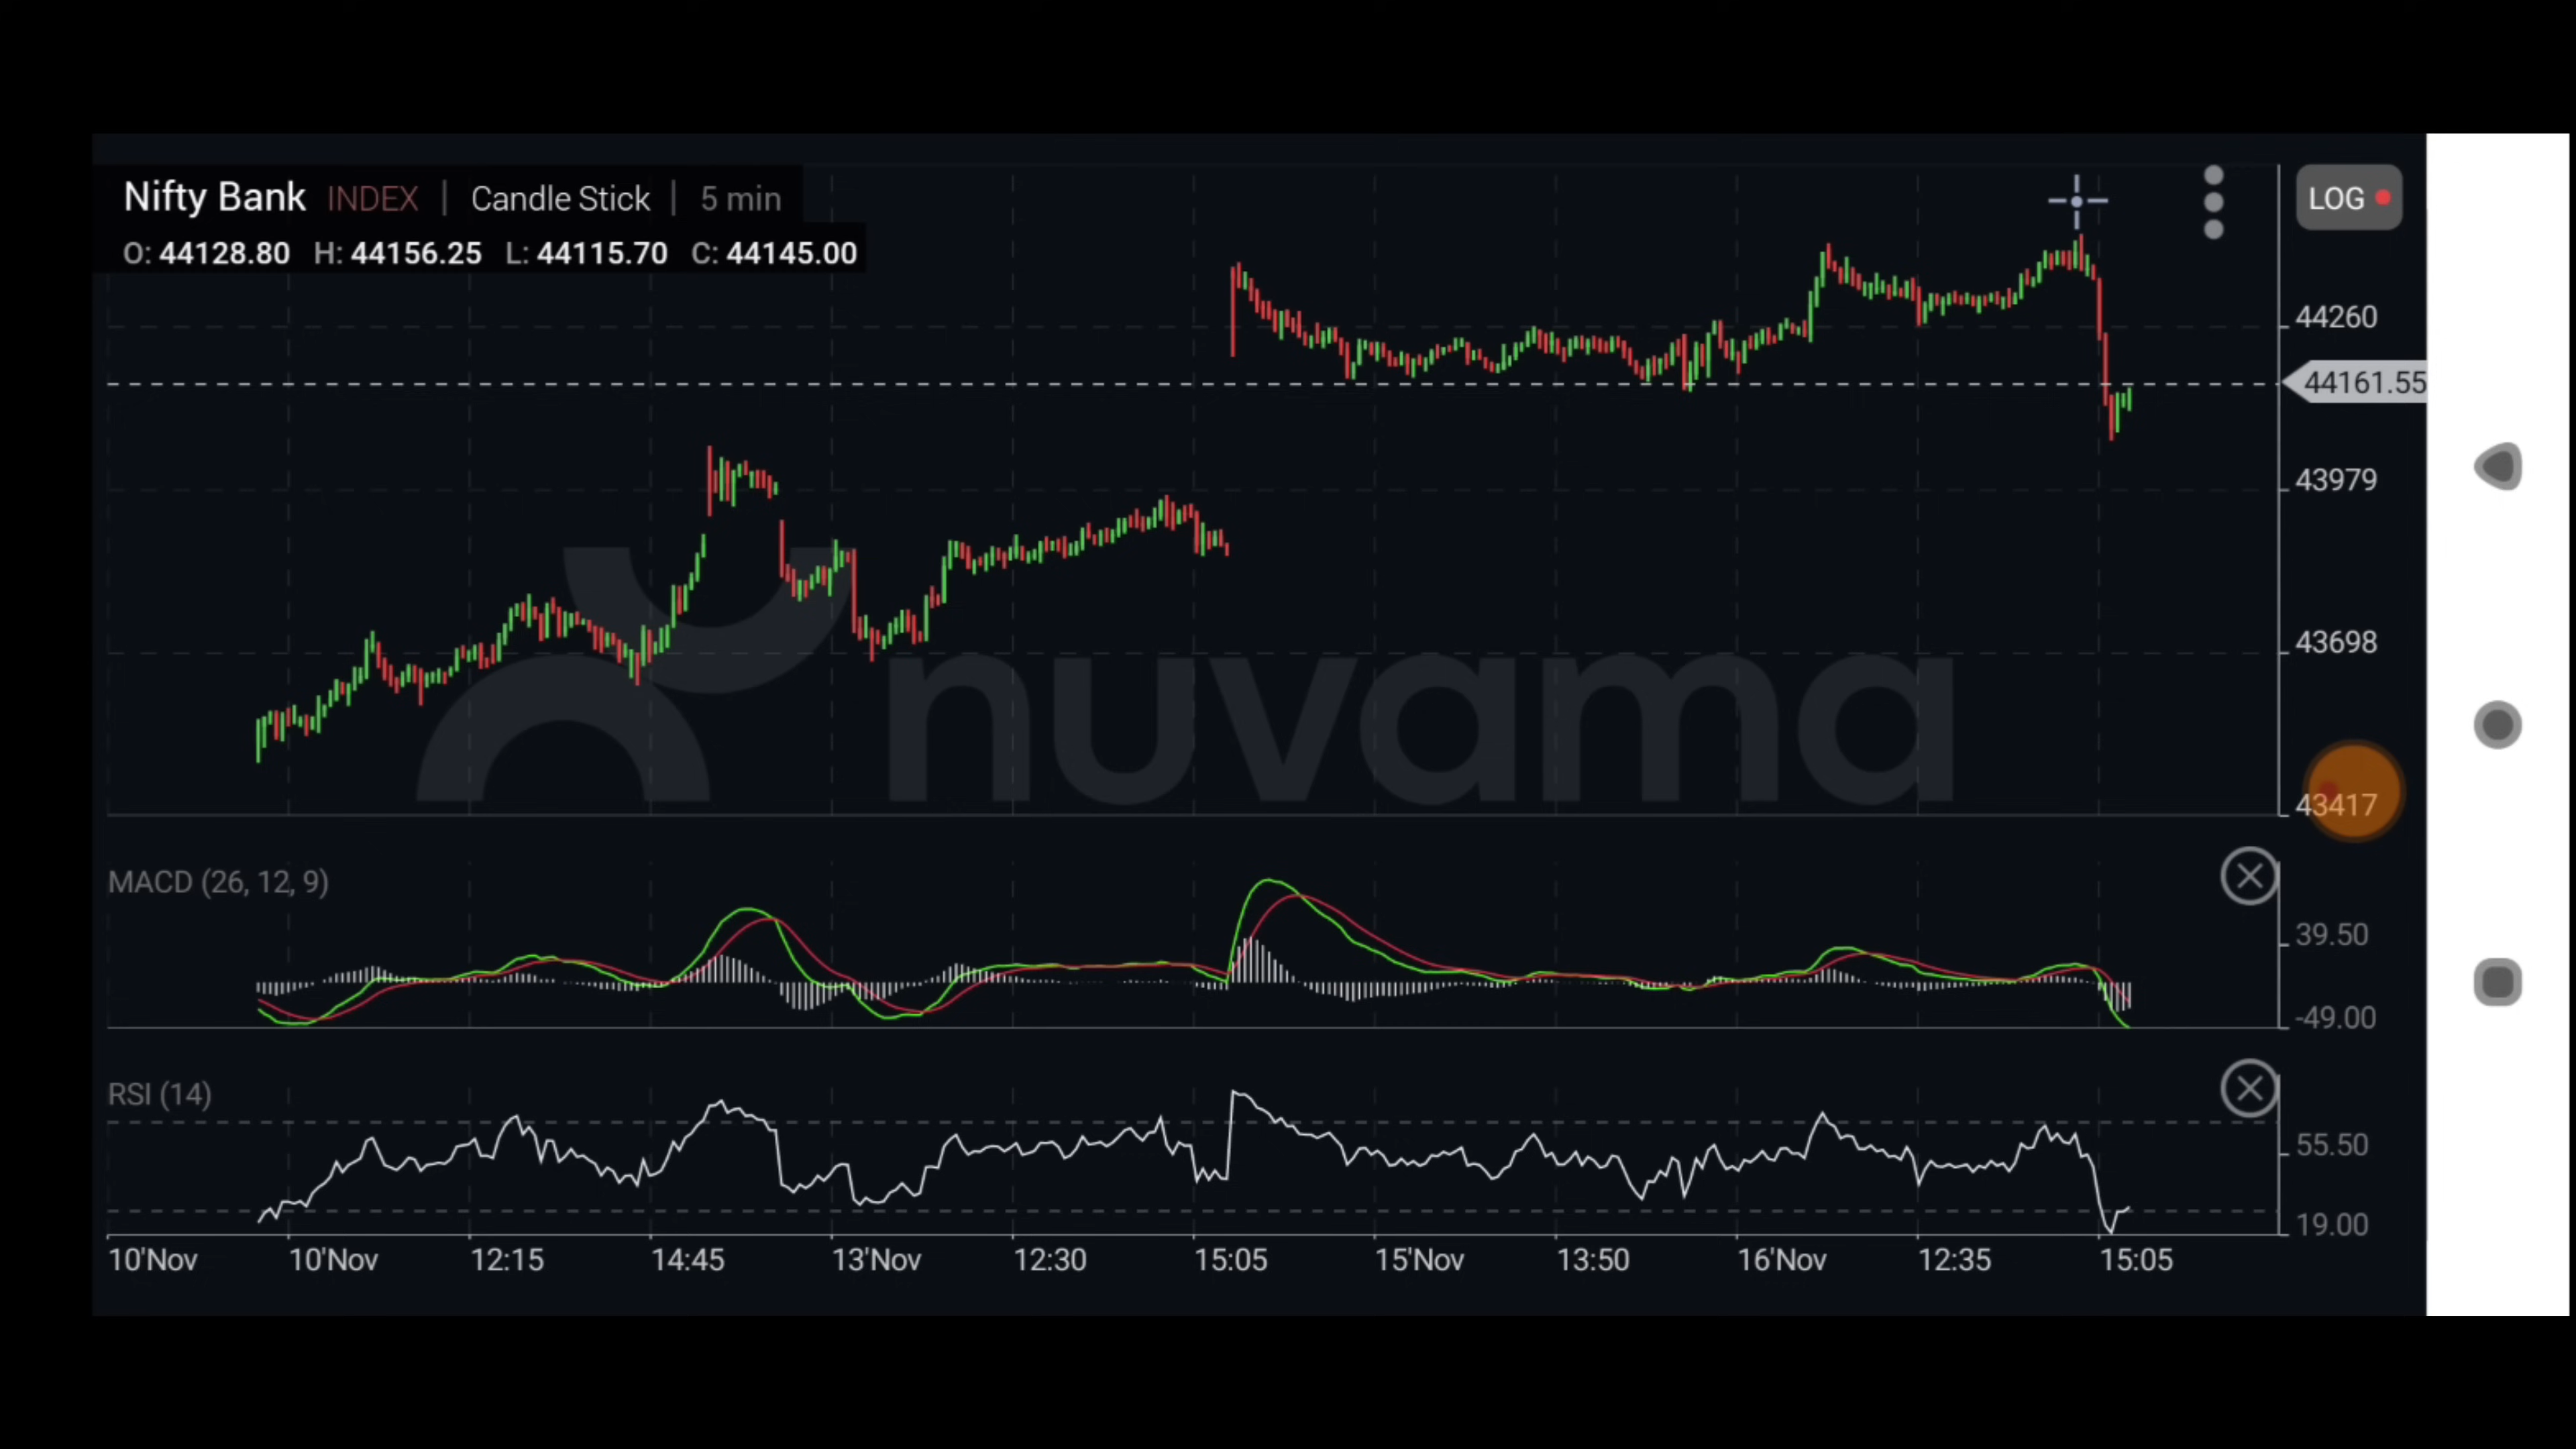 Nifty Bank INDEX | Candle Stick | 5 min
LOG
O: 44128.80 H: 44156.25 L: 44115.70 C: 44145.00
44260
44161.55
43979
43698
nuvama
43417
MACD (26, 12, 9)
39.50
-49.00
RSI (14)
55.50
19.00
10'Nov 10'Nov 12:15 14:45 13'Nov 12:30 15:05 15'Nov 13:50 16'Nov 12:35 15:05